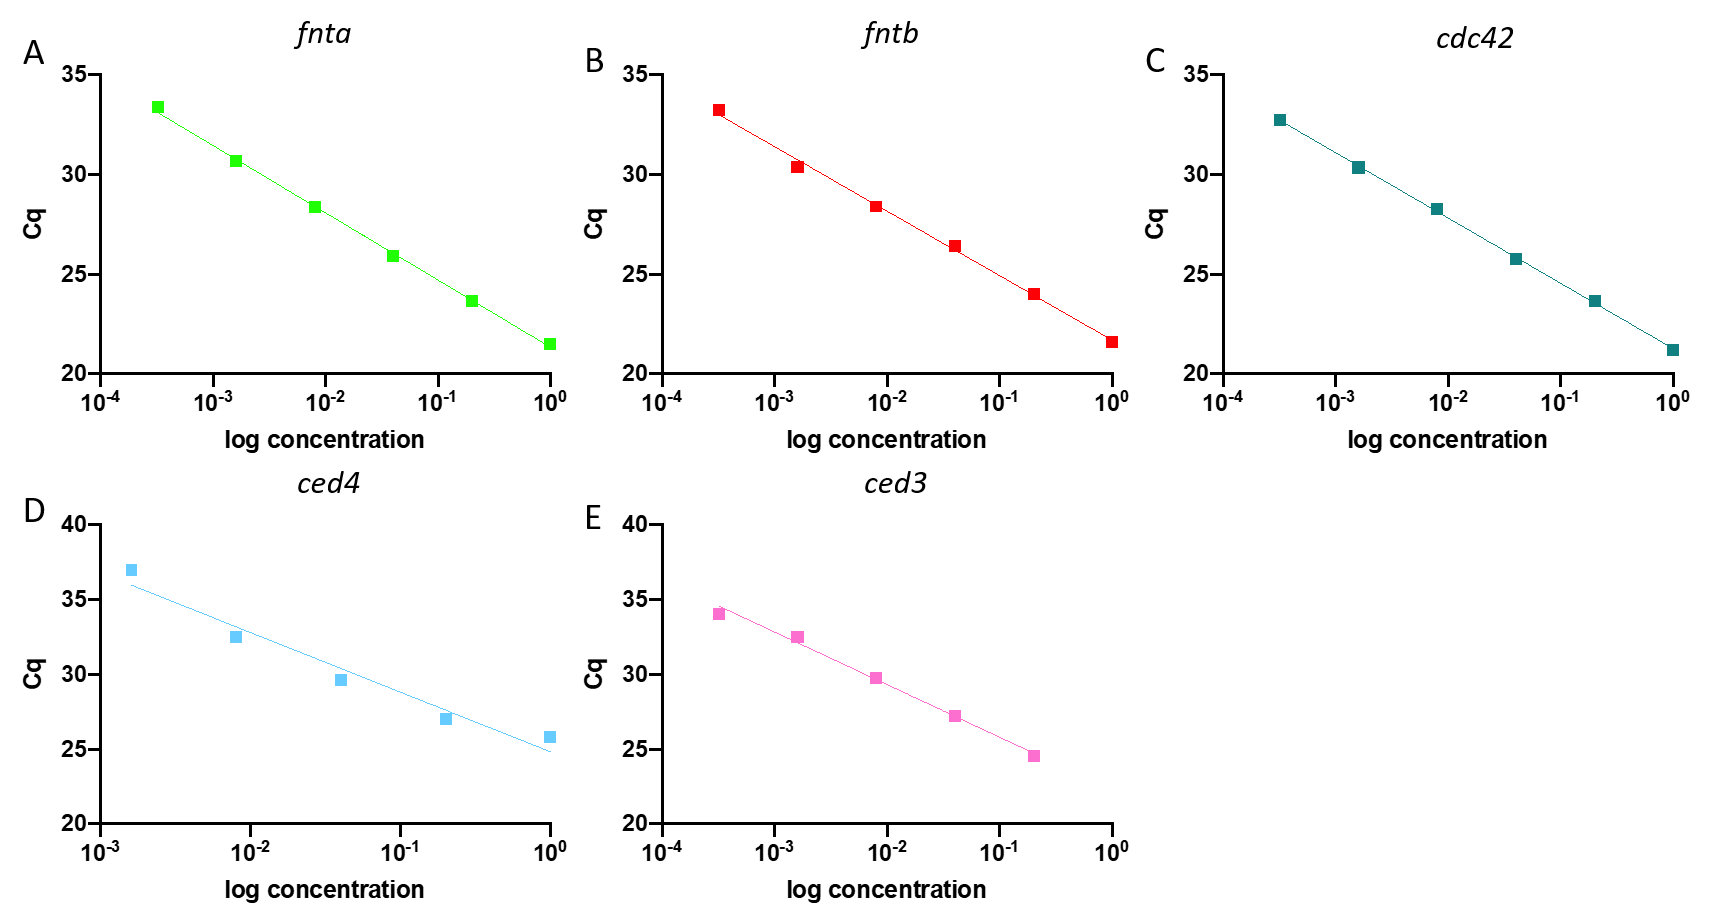 A
fnta
35
30
25
20
Cq
10-4 10-3 10-2 10-1 100
log concentration
B
fntb
35
30
25
20
Cq
10-4 10-3 10-2 10-1 100
log concentration
C
cdc42
35
30
25
20
Cq
10-4 10-3 10-2 10-1 100
log concentration
D
ced4
40
35
30
25
20
Cq
10-3 10-2 10-1 100
log concentration
E
ced3
40
35
30
25
20
Cq
10-4 10-3 10-2 10-1 100
log concentration